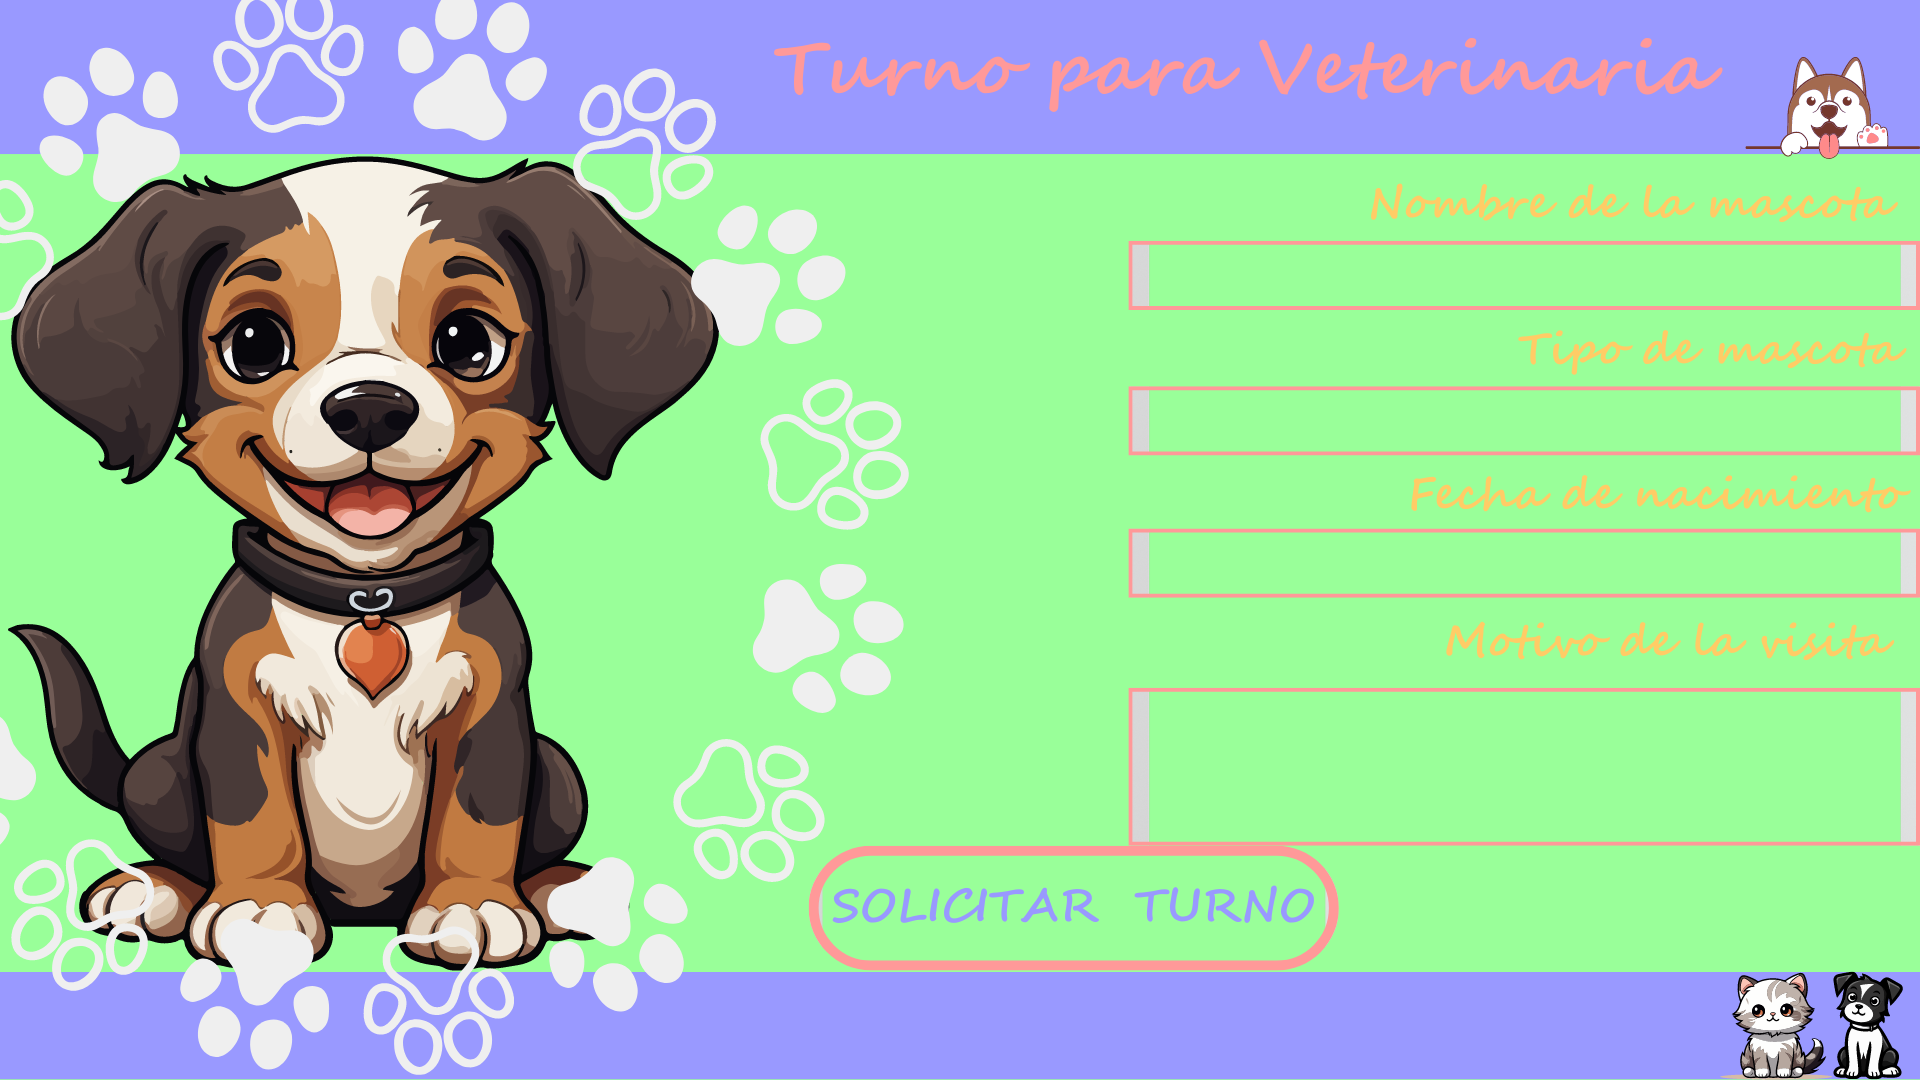 Turno para Veterinaria
Nombre de la mascota
Tipo de mascota
Fecha de nacimiento
Motivo de la visita
SOLICITAR TURNO